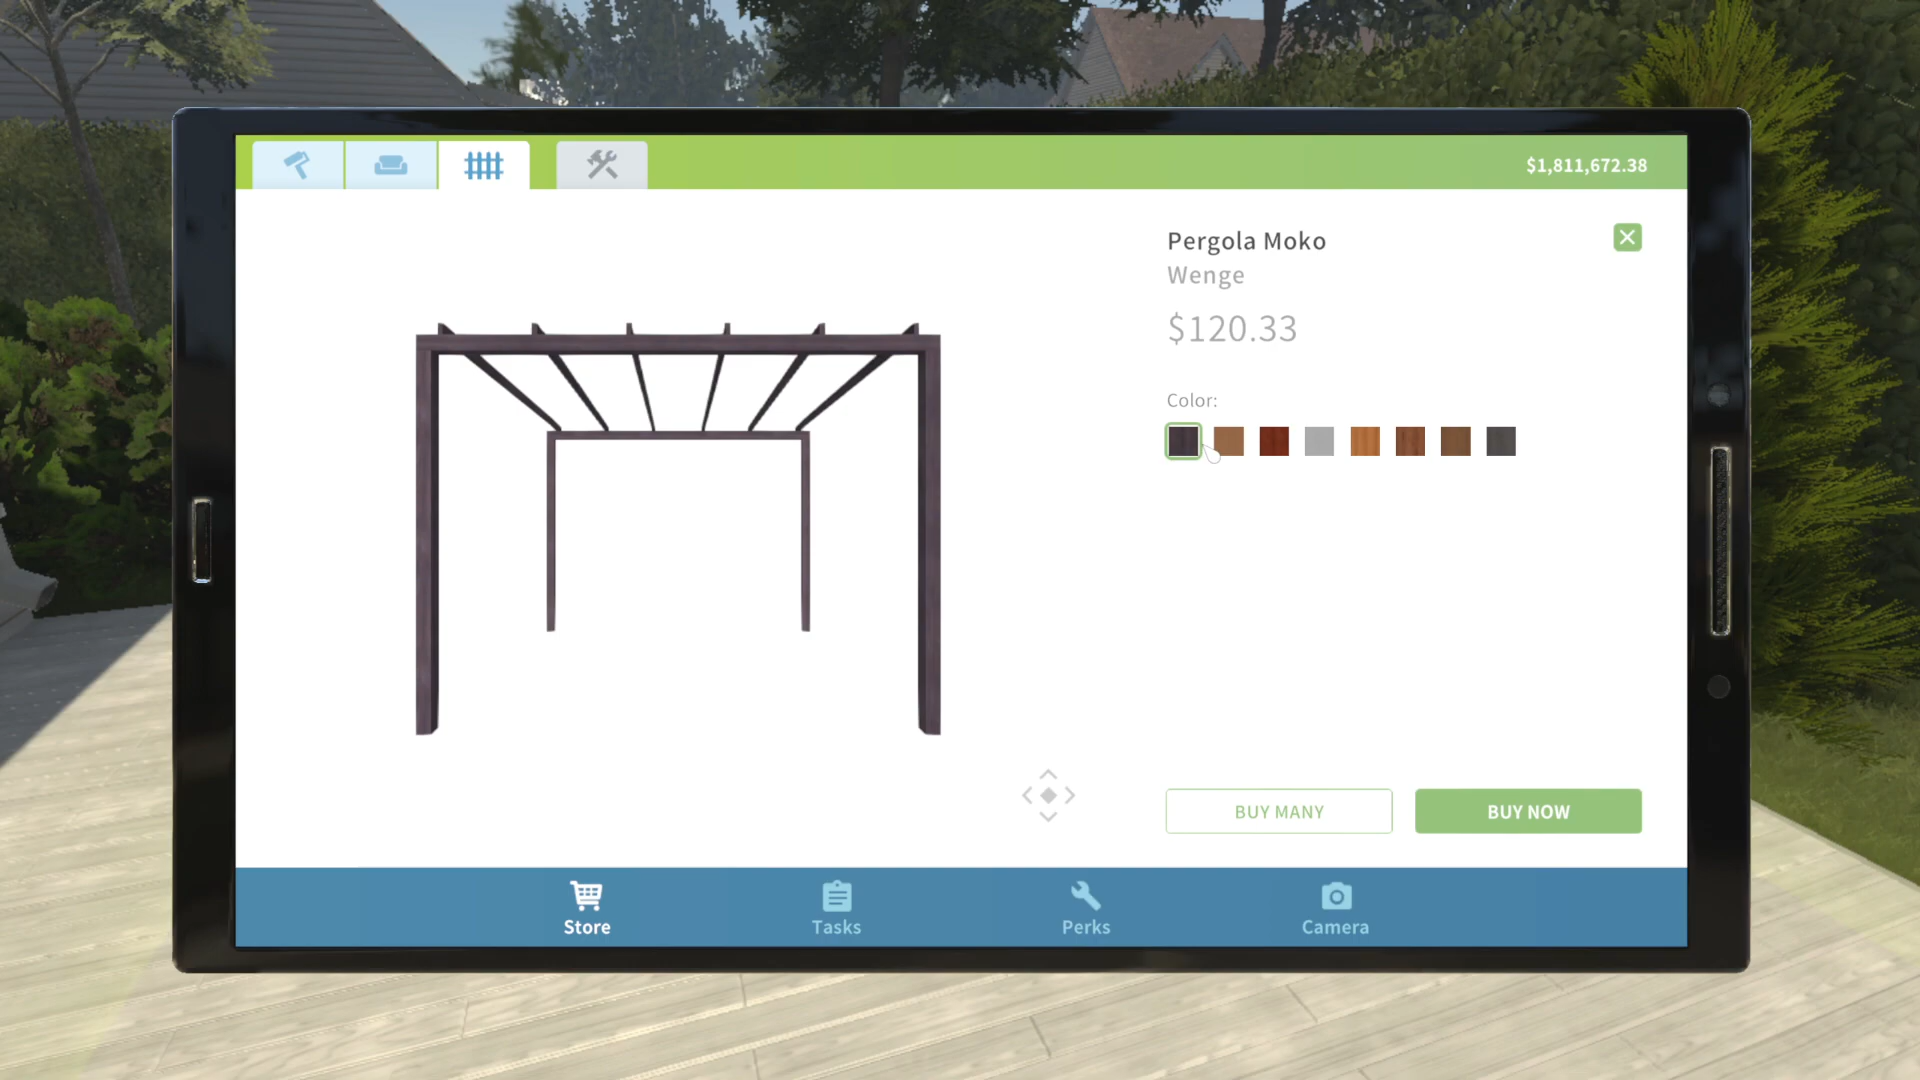 $1,811,672.38
Pergola Moko
Wenge
$120.33
Color:
BUY MANY
BUY NOW
Store
Tasks
Perks
Camera